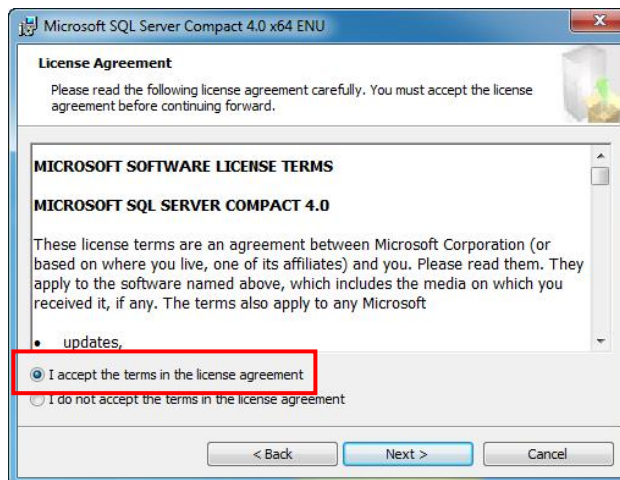 Microsoft SQL Server Compact 4.0 x64 ENU
License Agreement
Please read the following license agreement carefully. You must accept the license
agreement before continuing forward.
MICROSOFT SOFTWARE LICENSE TERMS
MICROSOFT SQL SERVER COMPACT 4.0
These license terms are an agreement between Microsoft Corporation (or
based on where you live, one of its affiliates) and you. Please read them. They
apply to the software named above, which includes the media on which you
received it, if any. The terms also apply to any Microsoft
• updates,
I accept the terms in the license agreement
I do not accept the terms in the license agreement
< Back Next > Cancel